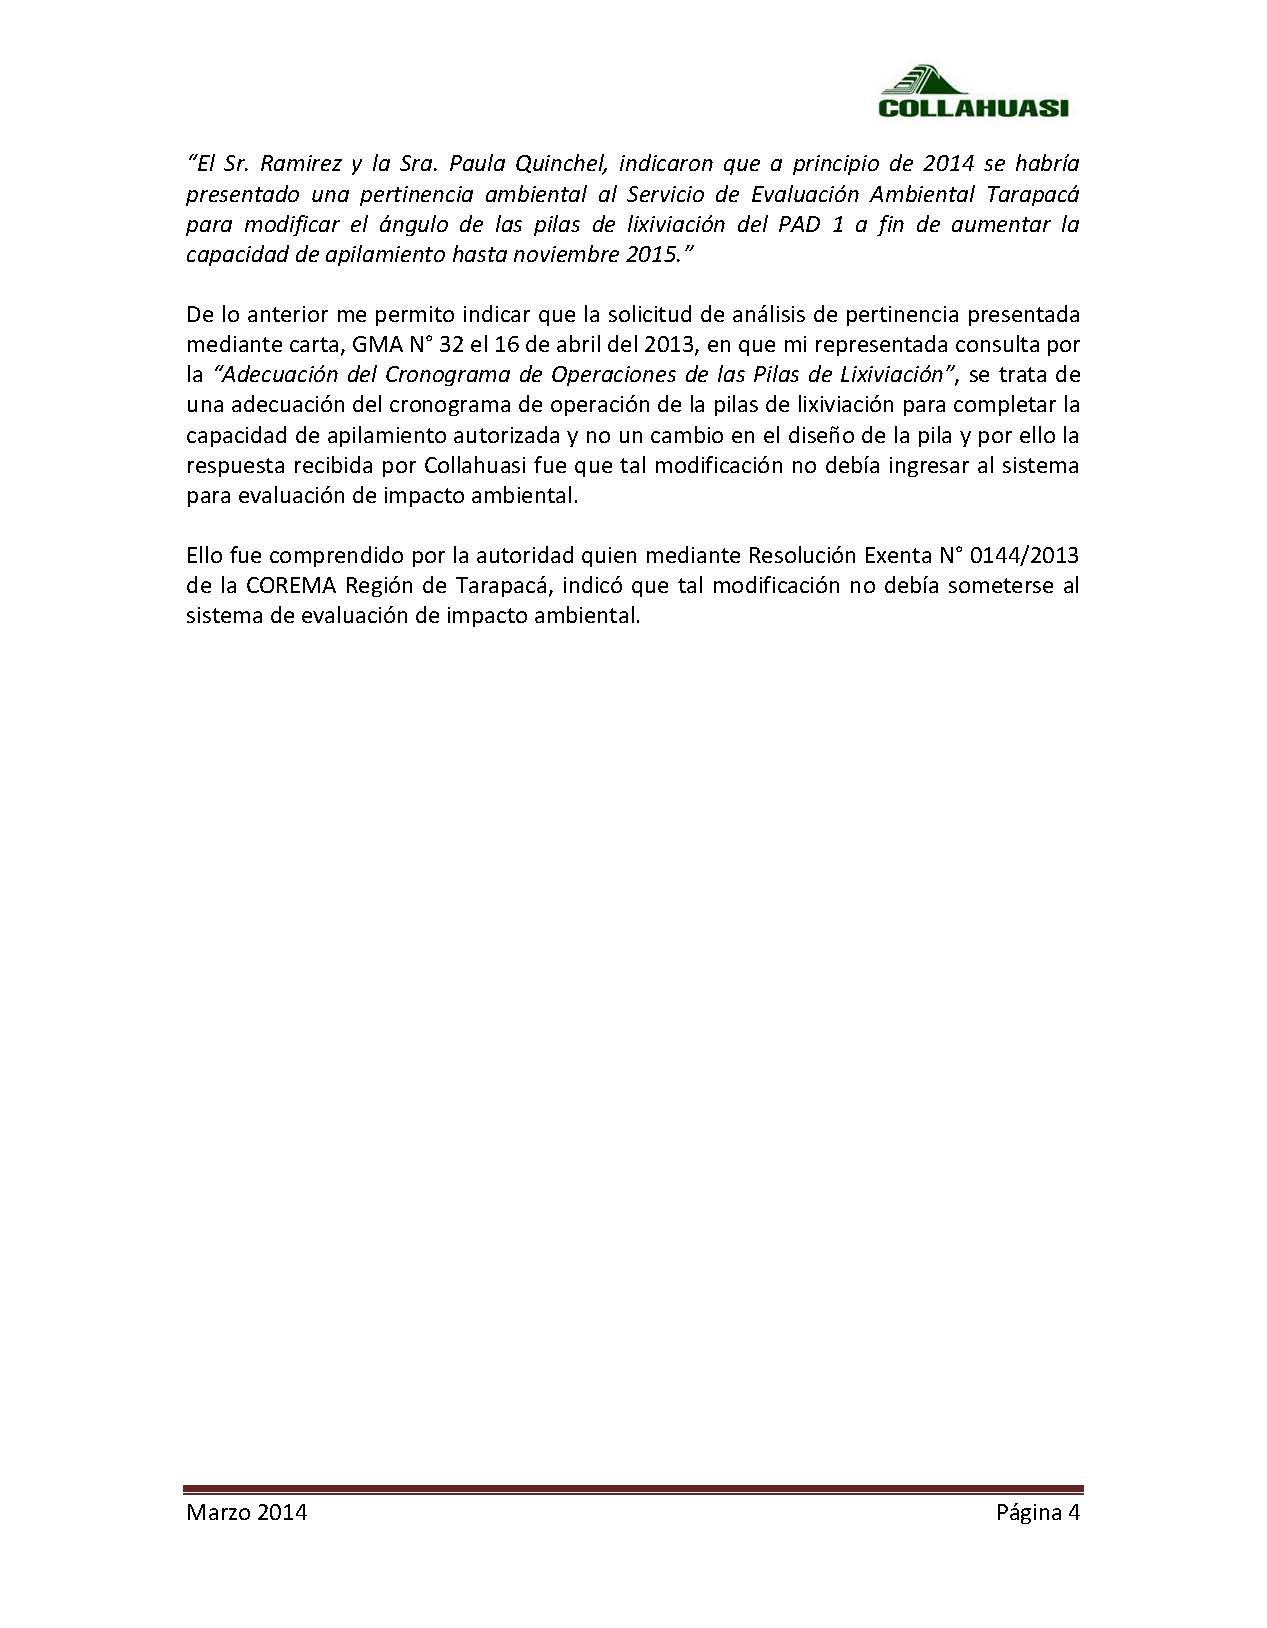 COLLAHUASI
“El Sr. Ramirez y la Sra. Paula Quinchel, indicaron que a principio de 2014 se habría
presentado una pertinencia ambiental al Servicio de Evaluación Ambiental Tarapacá
para modificar el ángulo de las pilas de lixiviación del PAD 1 a fin de aumentar la
capacidad de apilamiento hasta noviembre 2015.”
De lo anterior me permito indicar que la solicitud de análisis de pertinencia presentada
mediante carta, GMA N° 32 el 16 de abril del 2013, en que mi representada consulta por
la “Adecuación del Cronograma de Operaciones de las Pilas de Lixiviación”, se trata de
una adecuación del cronograma de operación de la pilas de lixiviación para completar la
capacidad de apilamiento autorizada y no un cambio en el diseño de la pila y por ello la
respuesta recibida por Collahuasi fue que tal modificación no debía ingresar al sistema
para evaluación de impacto ambiental.
Ello fue comprendido por la autoridad quien mediante Resolución Exenta N° 0144/2013
de la COREMA Región de Tarapacá, indicó que tal modificación no debía someterse al
sistema de evaluación de impacto ambiental.
Marzo 2014 Página 4